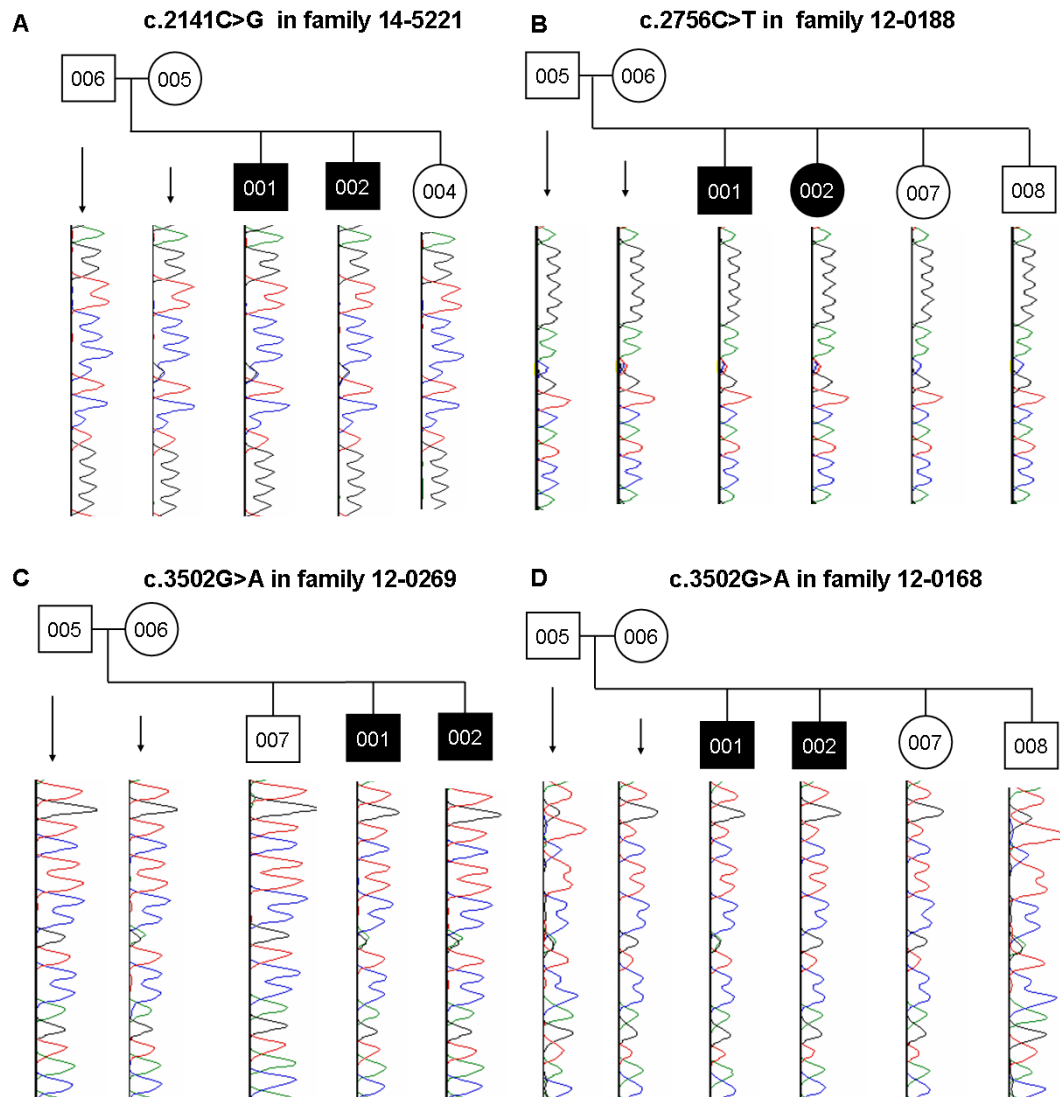 A
c.2141C>G in family 14-5221
006
005
001
002
004
B
c.2756C>T in family 12-0188
005
006
001
002
007
008
C
c.3502G>A in family 12-0269
005
006
007
001
002
D
c.3502G>A in family 12-0168
005
006
001
002
007
008